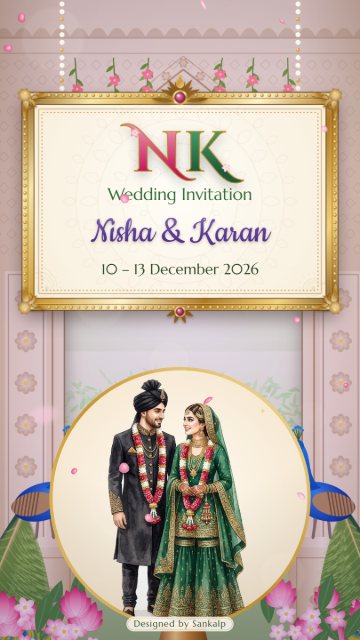 NK
Wedding Invitation
Nisha & Karan
10 – 13 December 2026
Designed by Sankalp